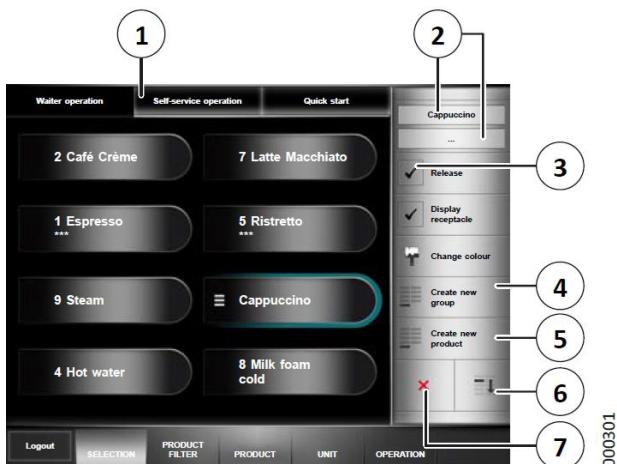 1
2
Waiter operation
Self-service operation
Quick start
Cappuccino
...
2 Café Crème
7 Latte Macchiato
3
Release
1 Espresso
***
5 Ristretto
***
Display
receptacle
Change colour
9 Steam
Cappuccino
Create new
group
4
Create new
product
5
4 Hot water
8 Milk foam
cold
6
7
Logout
SELECTION
PRODUCT
FILTER
PRODUCT
UNIT
OPERATION
000301